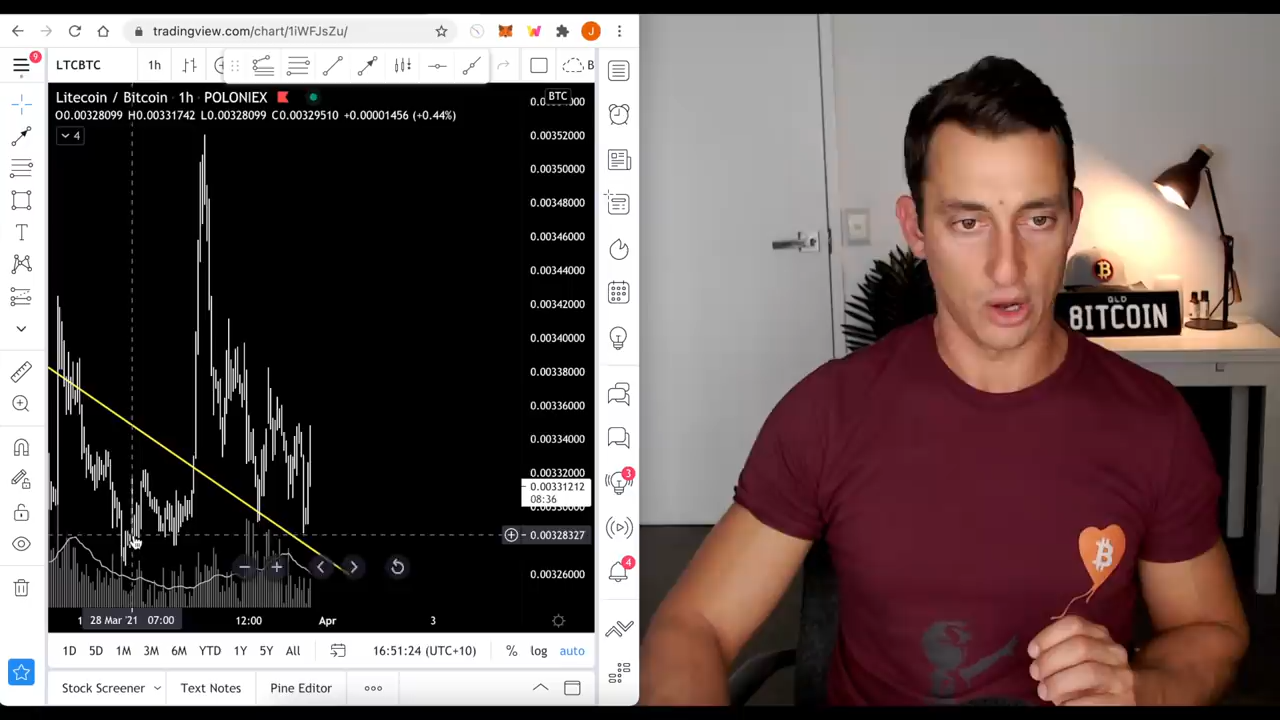 tradingview.com/chart/1iWFJsZu/
J
9
LTCBTC
1h
B
Litecoin / Bitcoin · 1h · POLONIEX
BTC
O0.00328099 H0.00331742 L0.00328099 C0.00329510 +0.00001456 (+0.44%)
4
0.00352000
0.00350000
0.00348000
0.00346000
0.00344000
0.00342000
0.00340000
0.00338000
0.00336000
0.00334000
0.00332000
0.00331212
08:36
0.00328327
0.00326000
28 Mar '21 07:00
12:00
Apr
3
1D 5D 1M 3M 6M YTD 1Y 5Y All
16:51:24 (UTC+10)
% log auto
Stock Screener
Text Notes
Pine Editor
3
4
QLD
BITCOIN